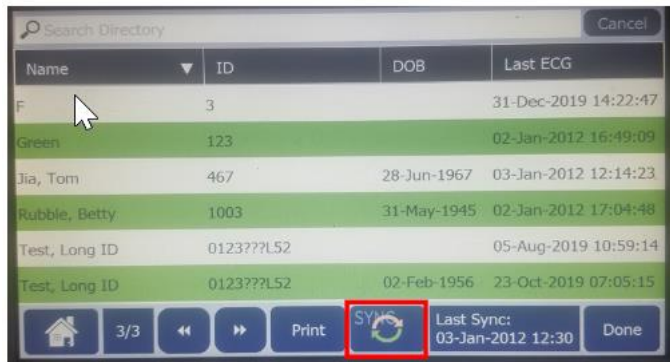 Search Directory Cancel
Name ID DOB Last ECG
F 3 31-Dec-2019 14:22:47
Green 123 02-Jan-2012 16:49:09
Jia, Tom 467 28-Jun-1967 03-Jan-2012 12:14:23
Rubble, Betty 1003 31-May-1945 02-Jan-2012 17:04:48
Test, Long ID 0123???L52 05-Aug-2019 10:59:14
Test, Long ID 0123???L52 02-Feb-1956 23-Oct-2019 07:05:15
3/3 Print SYNC Last Sync: Done
03-Jan-2012 12:30